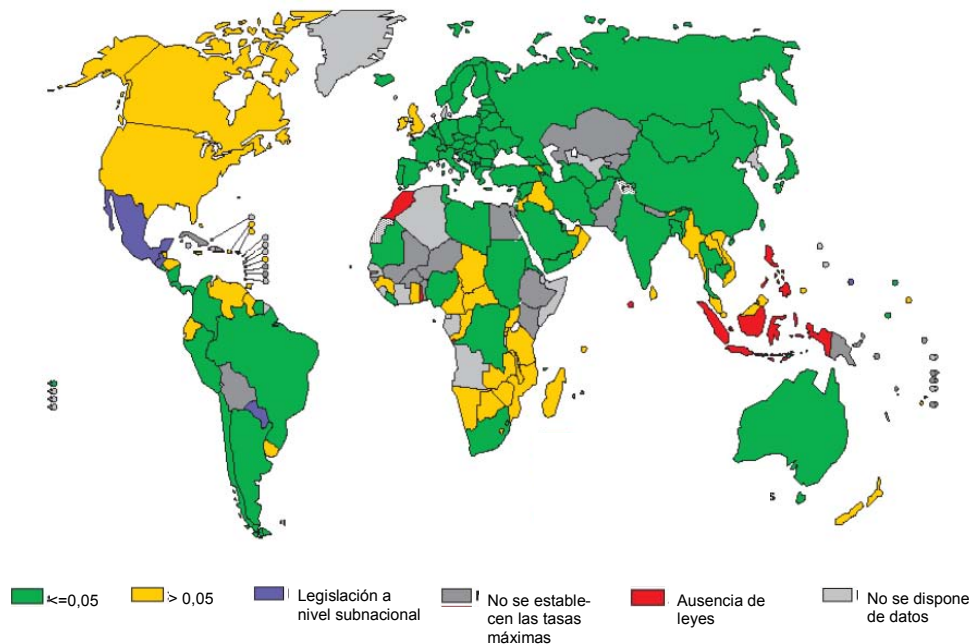 <=0,05
> 0,05
Legislación a
nivel subnacional
No se estable-
cen las tasas
máximas
Ausencia de
leyes
No se dispone
de datos